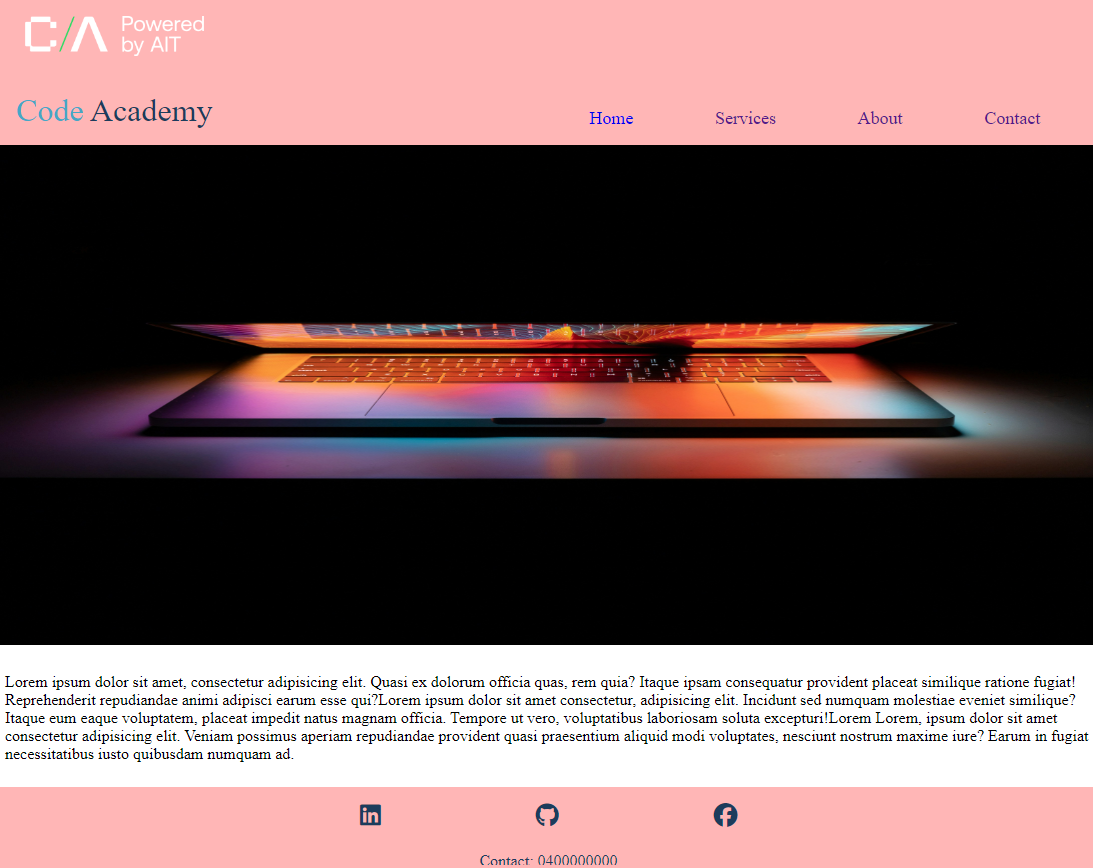 C/A Powered
by AIT
Code Academy
Home Services About Contact
Lorem ipsum dolor sit amet, consectetur adipisicing elit. Quasi ex dolorum officia quas, rem quia? Itaque ipsam consequatur provident placeat similique ratione fugiat!
Reprehenderit repudiandae animi adipisci earum esse qui?Lorem ipsum dolor sit amet consectetur, adipisicing elit. Incidunt sed numquam molestiae eveniet similique?
Itaque eum eaque voluptatem, placeat impedit natus magnam officia. Tempore ut vero, voluptatibus laboriosam soluta excepturi!Lorem Lorem, ipsum dolor sit amet
consectetur adipisicing elit. Veniam possimus aperiam repudiandae provident quasi praesentium aliquid modi voluptates, nesciunt nostrum maxime iure? Earum in fugiat
necessitatibus iusto quibusdam numquam ad.
in
Contact: 0400000000